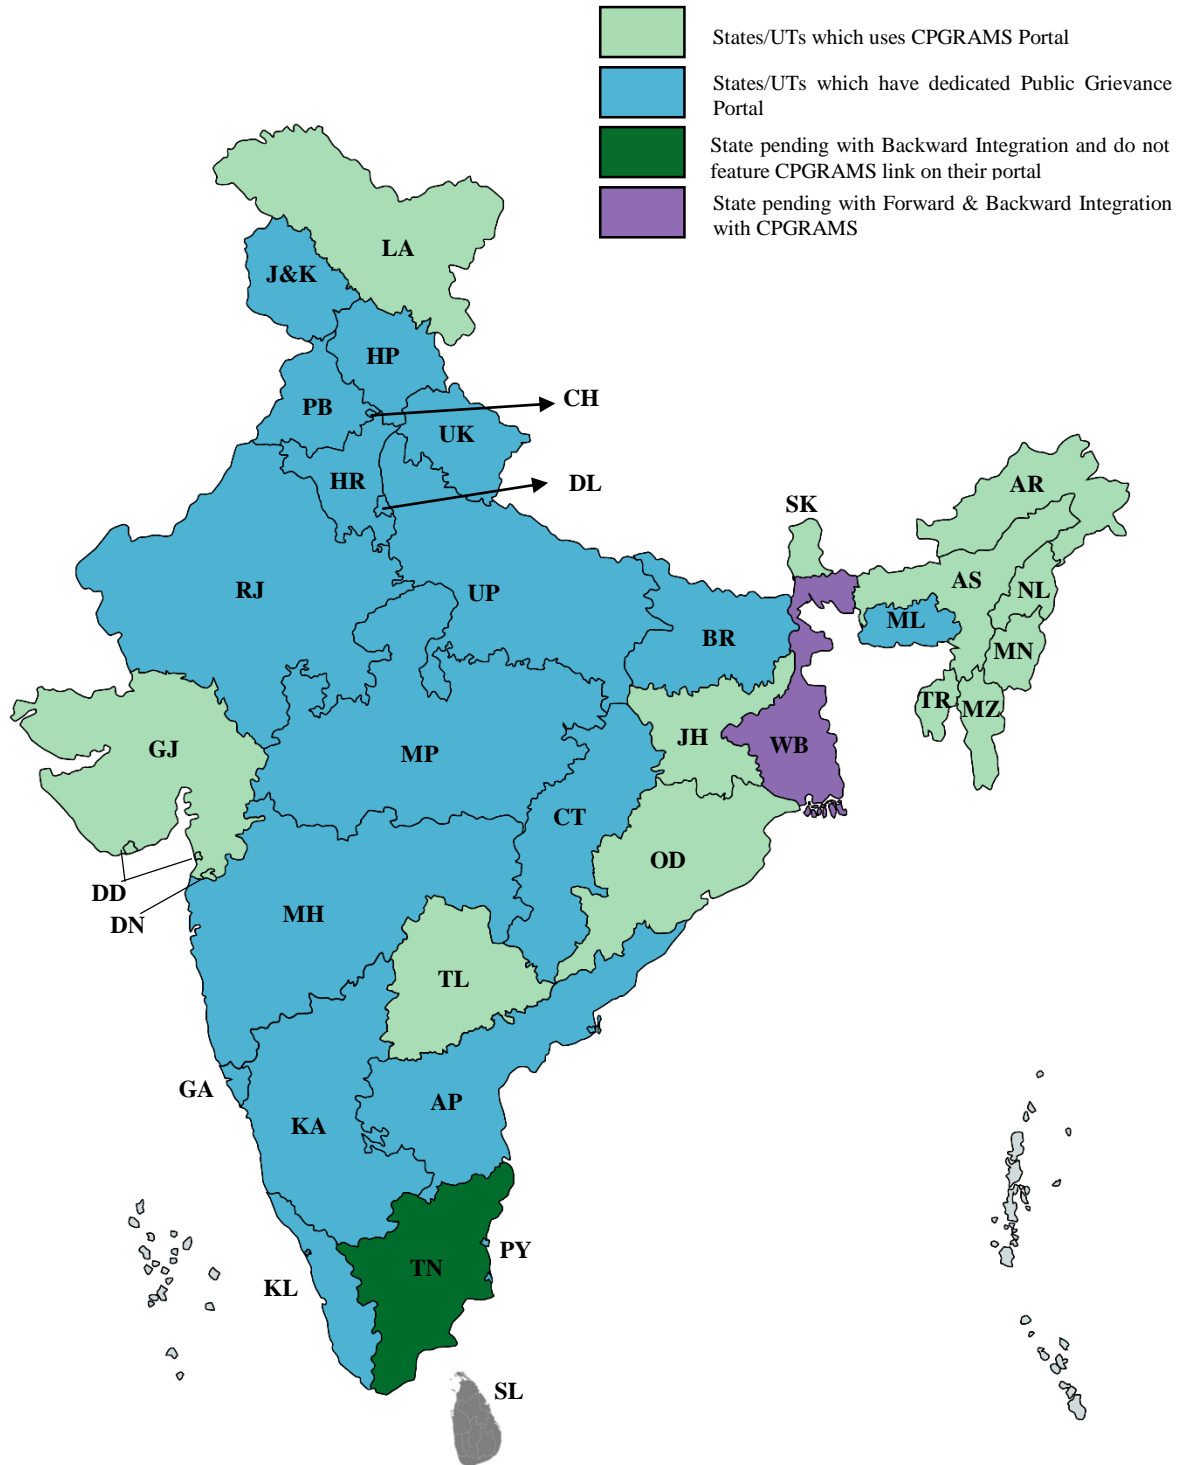 States/UTs which uses CPGRAMS Portal
States/UTs which have dedicated Public Grievance
Portal
State pending with Backward Integration and do not
feature CPGRAMS link on their portal
State pending with Forward & Backward Integration
with CPGRAMS
LA
J&K
HP
CH
PB
UK
HR
DL
AR
SK
RJ
UP
AS
NL
ML
BR
MN
TR
MZ
GJ
MP
JH
WB
CT
OD
DD
DN
MH
TL
GA
AP
KA
PY
TN
KL
SL